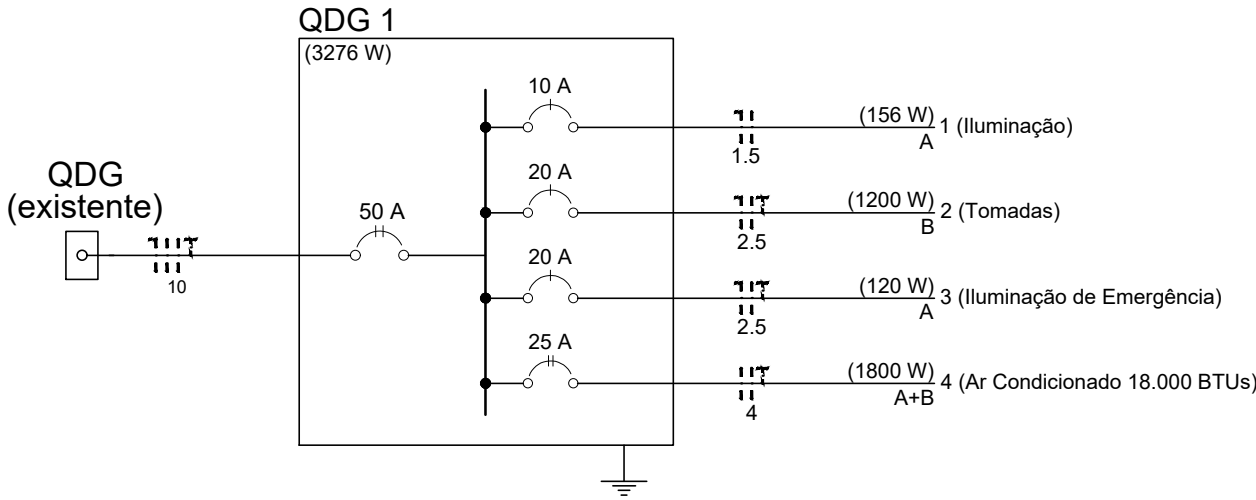 QDG 1
(3276 W)
10 A
(156 W)
1 (Iluminação)
A
1.5
QDG
(existente)
20 A
(1200 W)
2 (Tomadas)
B
2.5
50 A
10
20 A
(120 W)
3 (Iluminação de Emergência)
A
2.5
25 A
(1800 W)
4 (Ar Condicionado 18.000 BTUs)
A+B
4